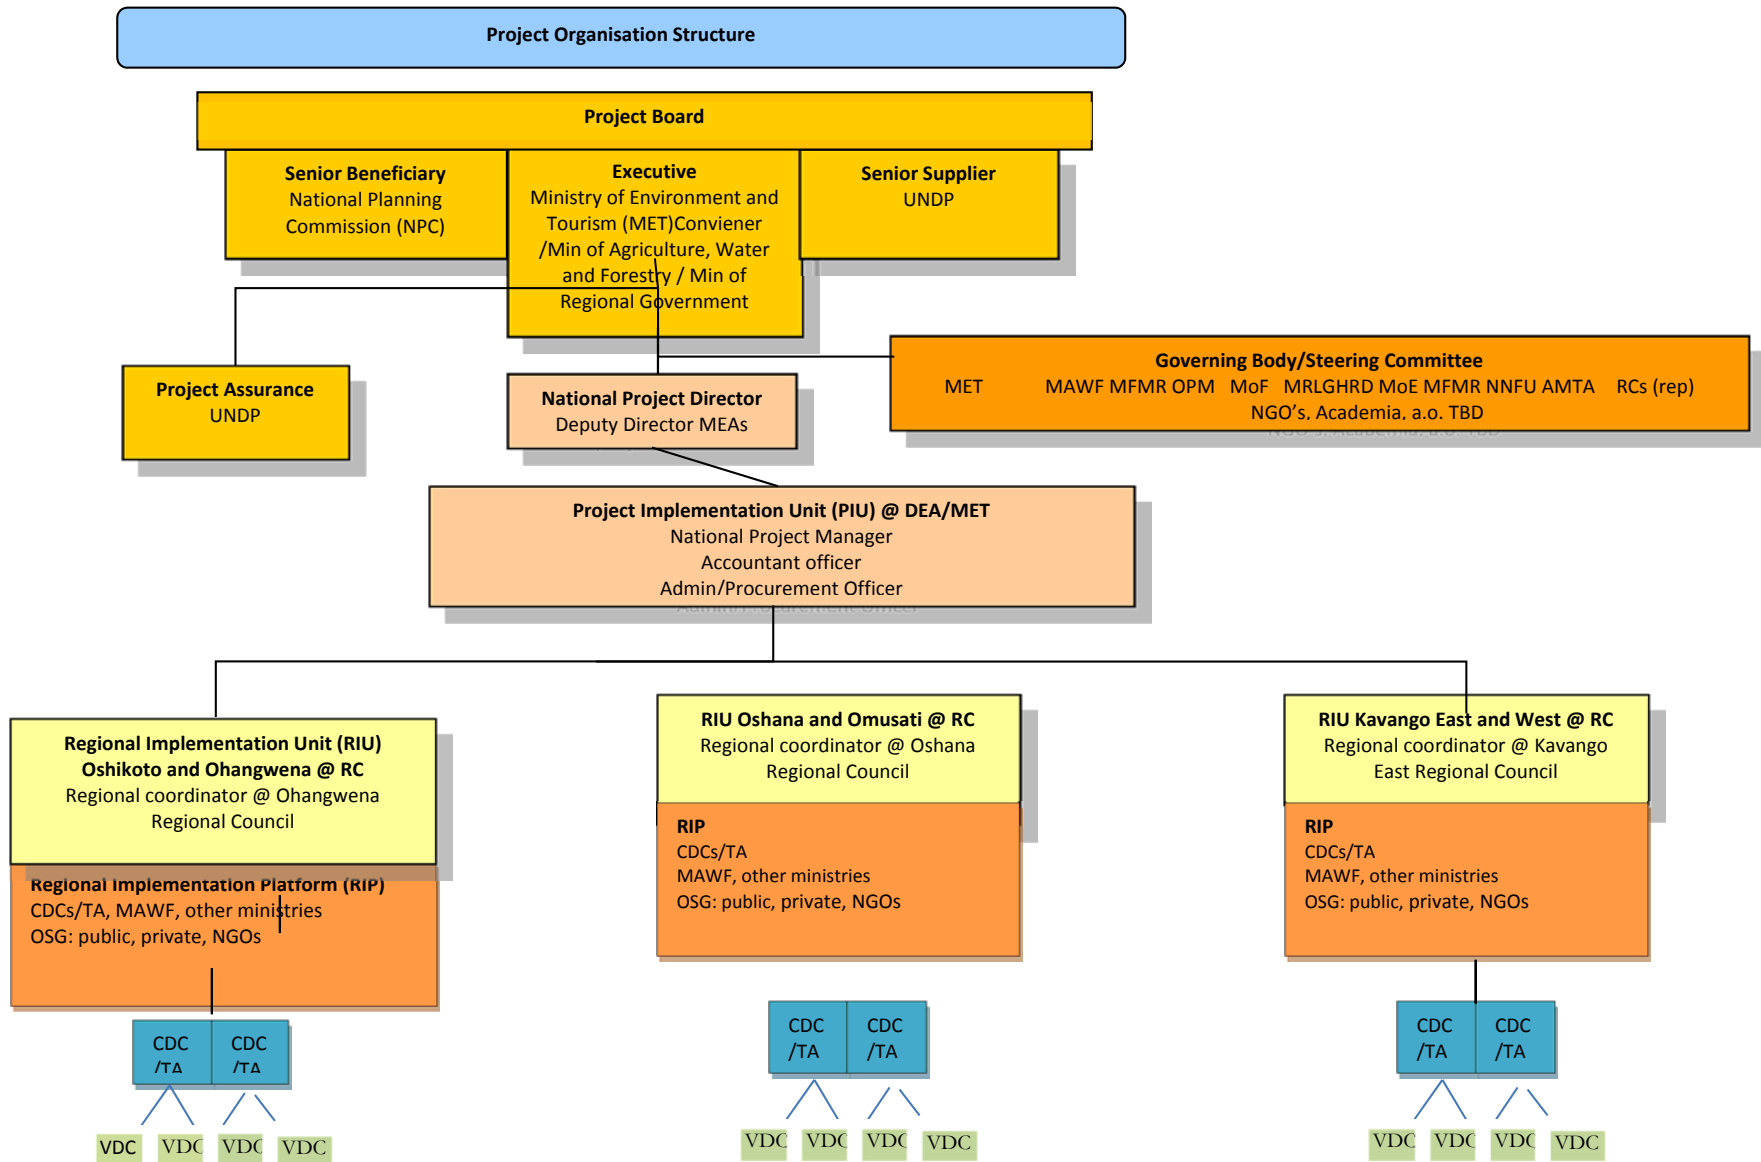 Project Organisation Structure
Project Board
Senior Beneficiary
National Planning
Commission (NPC)
Executive
Ministry of Environment and
Tourism (MET)Conviener
/Min of Agriculture, Water
and Forestry / Min of
Regional Government
Senior Supplier
UNDP
Project Assurance
UNDP
National Project Director
Deputy Director MEAs
Governing Body/Steering Committee
MET MAWF MFMR OPM MoF MRLGHRD MoE MFMR NNFU AMTA RCs (rep)
NGO's, Academia, a.o. TBD
NGO's, Academia, a.o. TBD
Project Implementation Unit (PIU) @ DEA/MET
National Project Manager
Accountant officer
Admin/Procurement Officer
Admin/Procurement Officer
Regional Implementation Unit (RIU)
Oshikoto and Ohangwena @ RC
Regional coordinator @ Ohangwena
Regional Council
Regional Implementation Platform (RIP)
CDCs/TA, MAWF, other ministries
OSG: public, private, NGOs
RIU Oshana and Omusati @ RC
Regional coordinator @ Oshana
Regional Council
RIP
CDCs/TA
MAWF, other ministries
OSG: public, private, NGOs
RIU Kavango East and West @ RC
Regional coordinator @ Kavango
East Regional Council
RIP
CDCs/TA
MAWF, other ministries
OSG: public, private, NGOs
CDC
/TA
CDC
/TA
CDC
/TA
CDC
/TA
CDC
/TA
CDC
/TA
VDC VDC VDC VDC
VDC VDC VDC VDC
VDC VDC VDC VDC